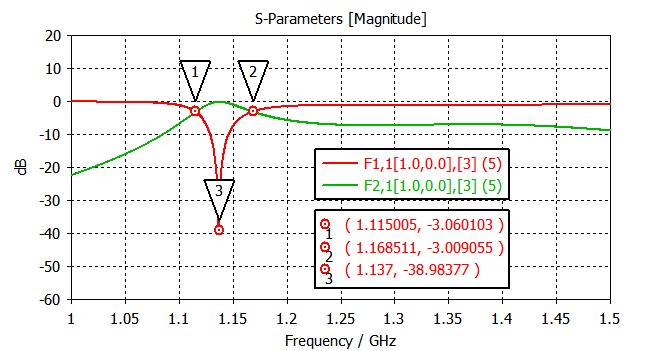 S-Parameters [Magnitude]
20
10
0
-10
-20
-30
-40
-50
-60
dB
1
2
3
F1,1[1.0,0.0],[3] (5)
F2,1[1.0,0.0],[3] (5)
1 ( 1.115005, -3.060103 )
2 ( 1.168511, -3.009055 )
3 ( 1.137, -38.98377 )
1 1.05 1.1 1.15 1.2 1.25 1.3 1.35 1.4 1.45 1.5
Frequency / GHz